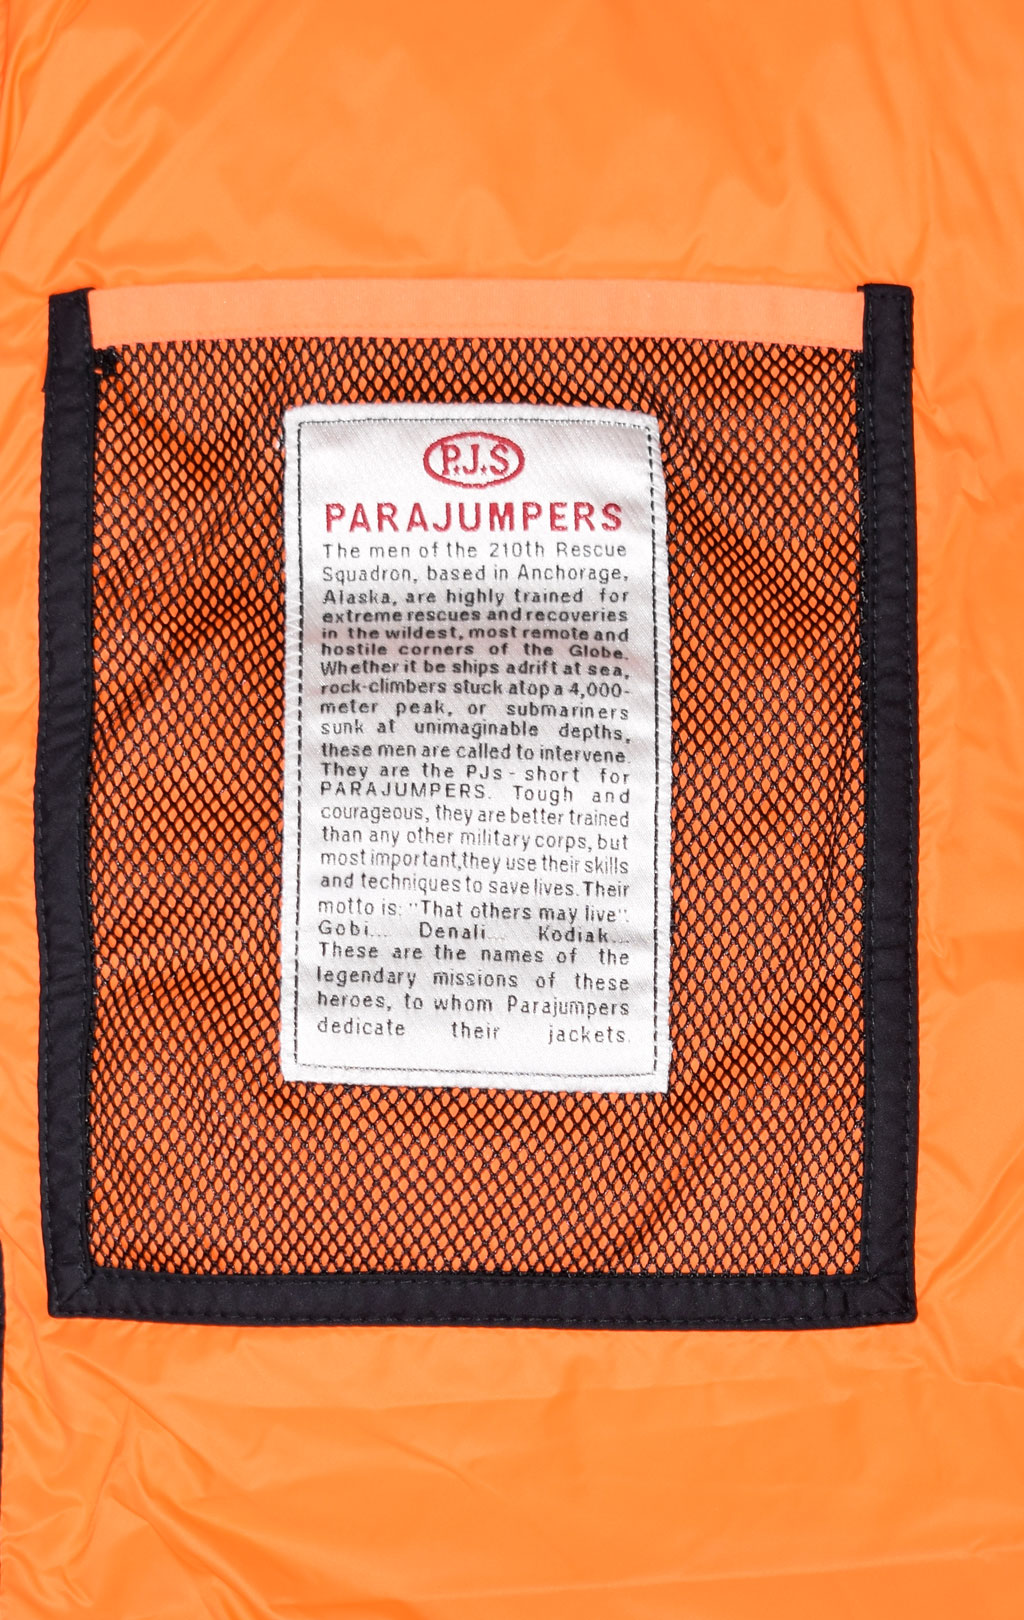 P.J.S
PARAJUMPERS
The men of the 210th Rescue
Squadron, based in Anchorage,
Alaska, are highly trained for
extreme rescues and recoveries
in the wildest, most remote and
hostile corners of the Globe.
Whether it be ships adrift at sea,
rock-climbers stuck atop a 4,000-
meter peak, or submariners
sunk at unimaginable depths,
these men are called to intervene.
They are the PJs - short for
PARAJUMPERS. Tough and
courageous, they are better trained
than any other military corps, but
most important, they use their skills
and techniques to save lives. Their
motto is: "That others may live".
Gobi... Denali... Kodiak...
These are the names of the
legendary missions of these
heroes, to whom Parajumpers
dedicate their jackets.